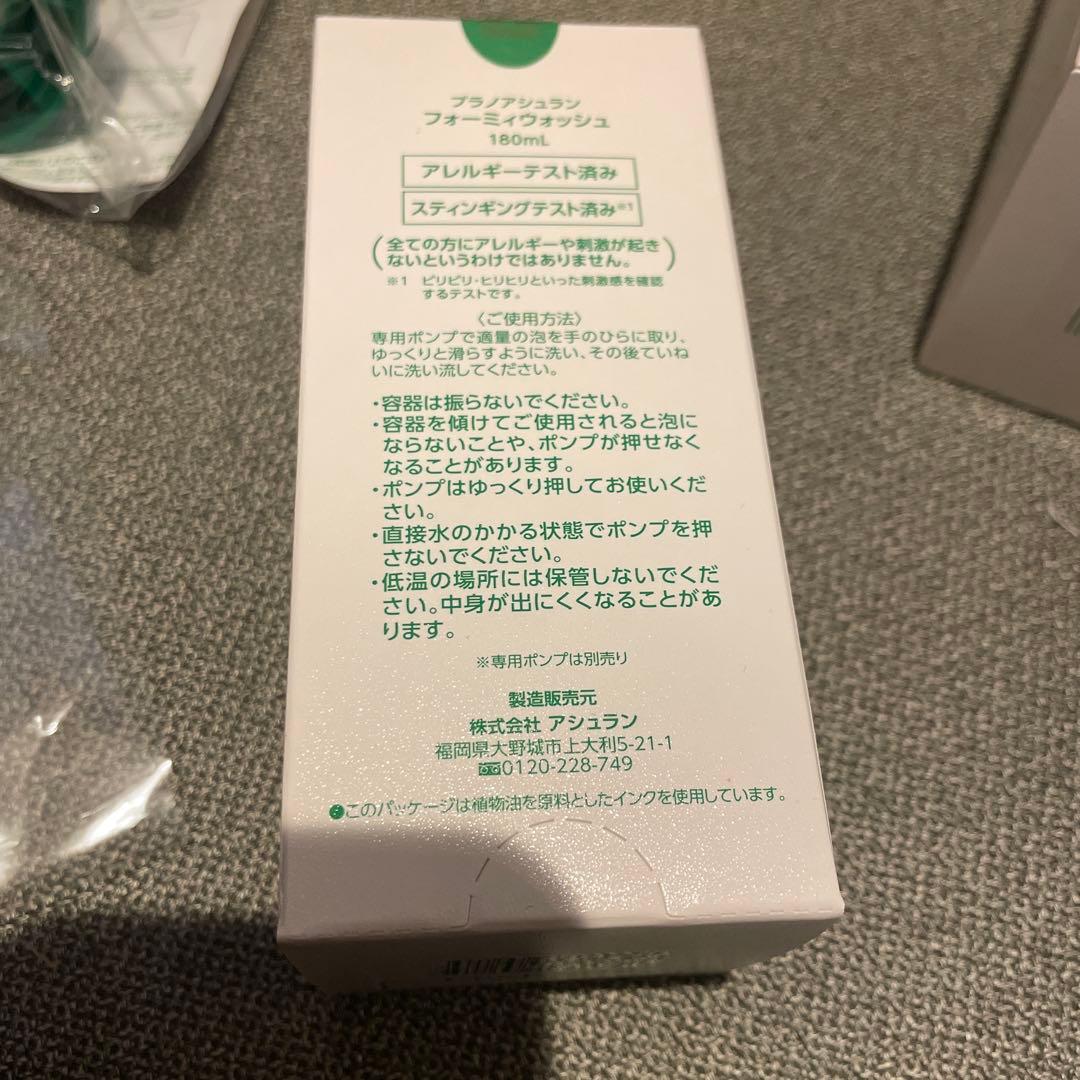 プラノアシュラン
フォーミィウォッシュ
180mL
アレルギーテスト済み
スティンギングテスト済み※1
(全ての方にアレルギーや刺激が起き
ないというわけではありません。)
※1 ピリピリ・ヒリヒリといった刺激感を確認
するテストです。
〈ご使用方法〉
専用ポンプで適量の泡を手のひらに取り、
ゆっくりと滑らすように洗い、その後ていね
いに洗い流してください。
・容器は振らないでください。
・容器を傾けてご使用されると泡に
ならないことや、ポンプが押せなく
なることがあります。
・ポンプはゆっくり押してお使いくだ
さい。
・直接水のかかる状態でポンプを押
さないでください。
・低温の場所には保管しないでくだ
さい。中身が出にくくなることがあ
ります。
※専用ポンプは別売り
製造販売元
株式会社 アシュラン
福岡県大野城市上大利5-21-1
0120-228-749
●このパッケージは植物油を原料としたインクを使用しています。